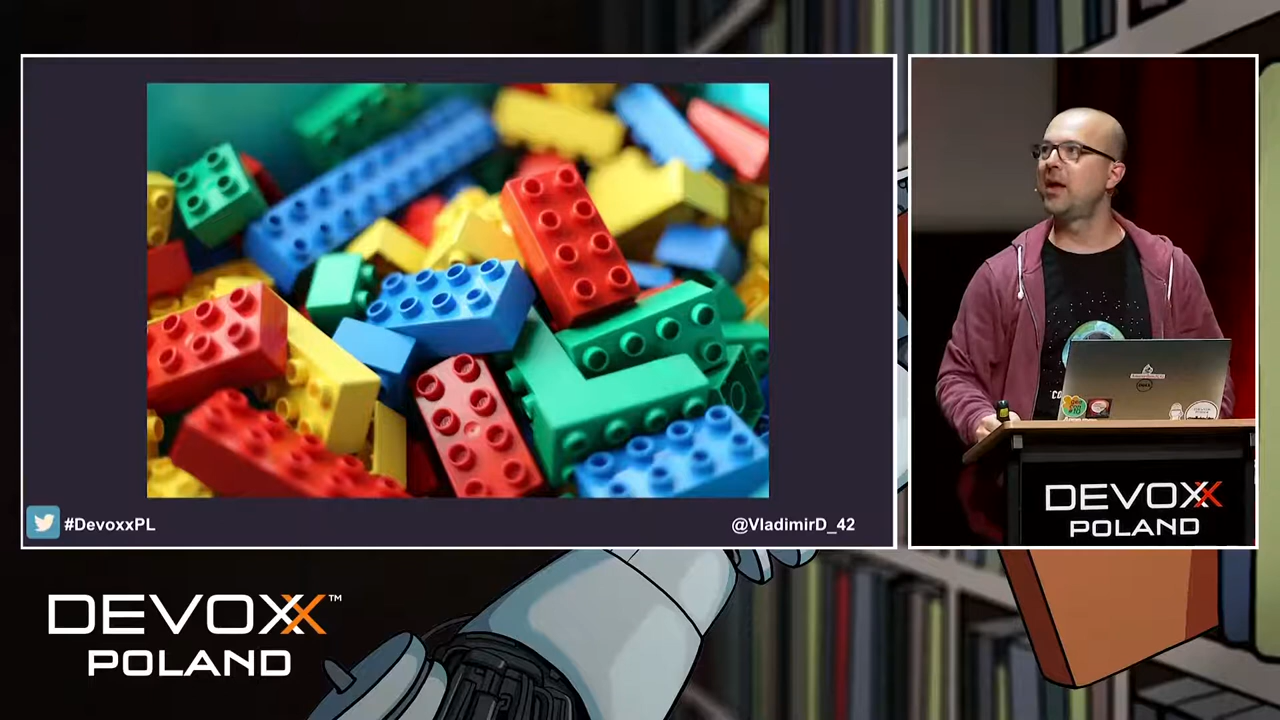 #DevoxxPL
@VladimirD_42
DEVOXX
POLAND
DEVOXX™
POLAND